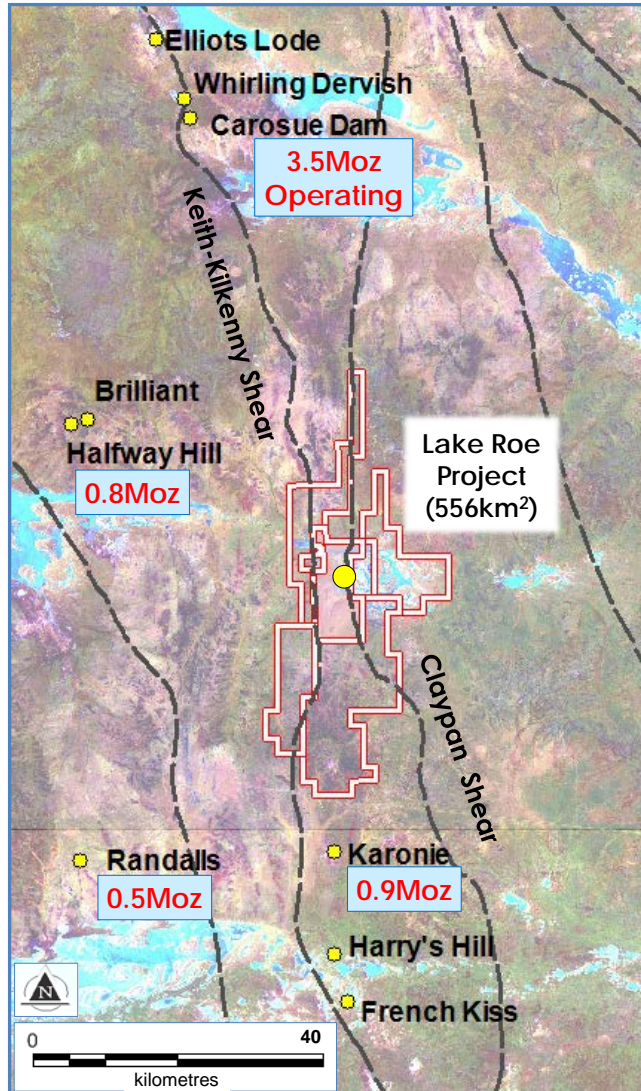 Elliots Lode
Whirling Dervish
Carosue Dam
3.5Moz
Operating
Keith-Kilkenny Shear
Brilliant
Halfway Hill
0.8Moz
Lake Roe
Project
(556km²)
Claypan Shear
Randalls
0.5Moz
Karonie
0.9Moz
Harry's Hill
French Kiss
N
0 40
kilometres